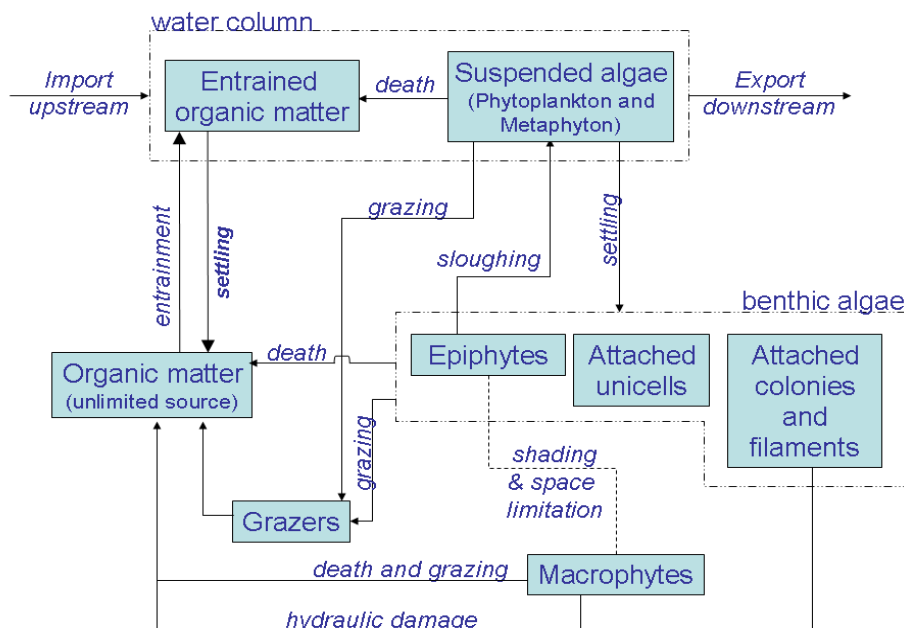 water column
Import
upstream
Entrained
organic matter
death
Suspended algae
(Phytoplankton and
Metaphyton)
Export
downstream
entrainment
settling
grazing
sloughing
settling
benthic algae
Organic matter
(unlimited source)
death
Epiphytes
Attached
unicells
Attached
colonies
and
filaments
grazing
shading
& space
limitation
Grazers
death and grazing
Macrophytes
hydraulic damage